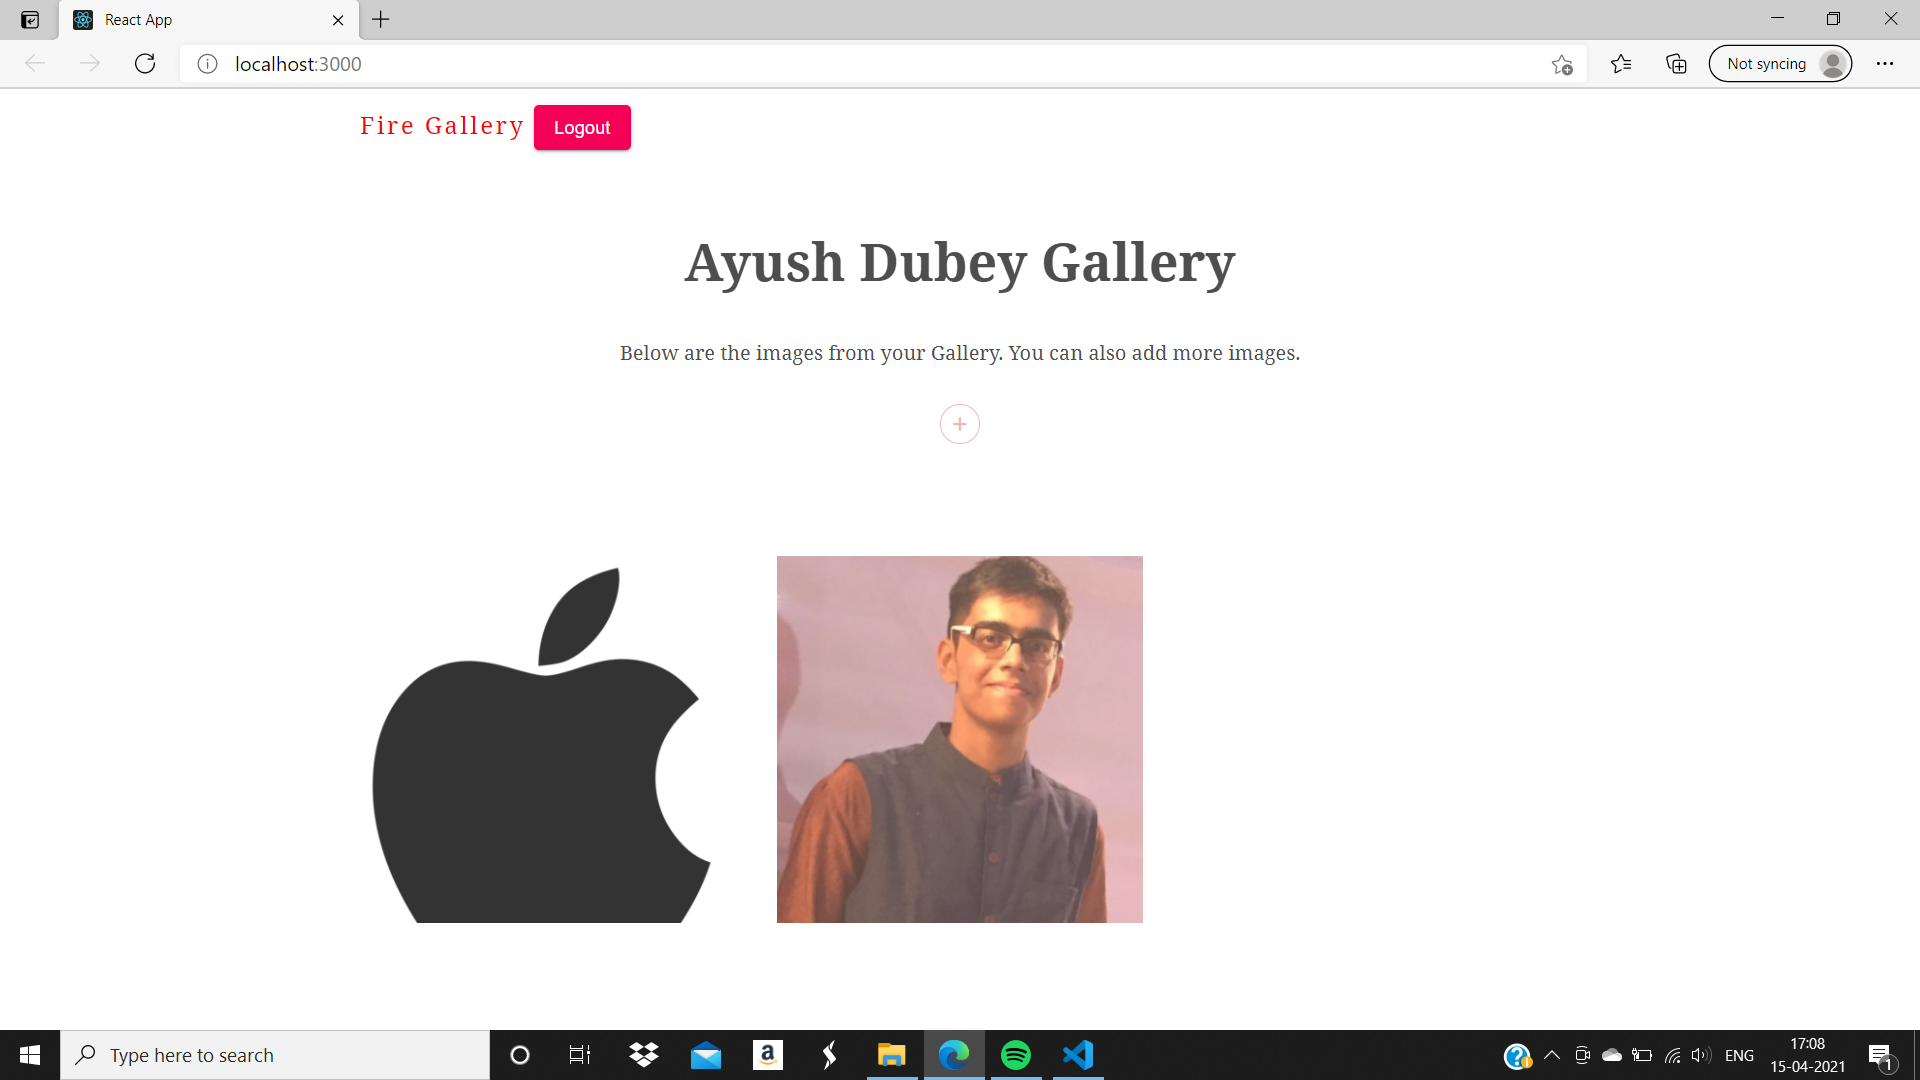 React App
localhost:3000
Not syncing
Fire Gallery Logout
Ayush Dubey Gallery
Below are the images from your Gallery. You can also add more images.
Type here to search
a
ENG
17:08
15-04-2021
1